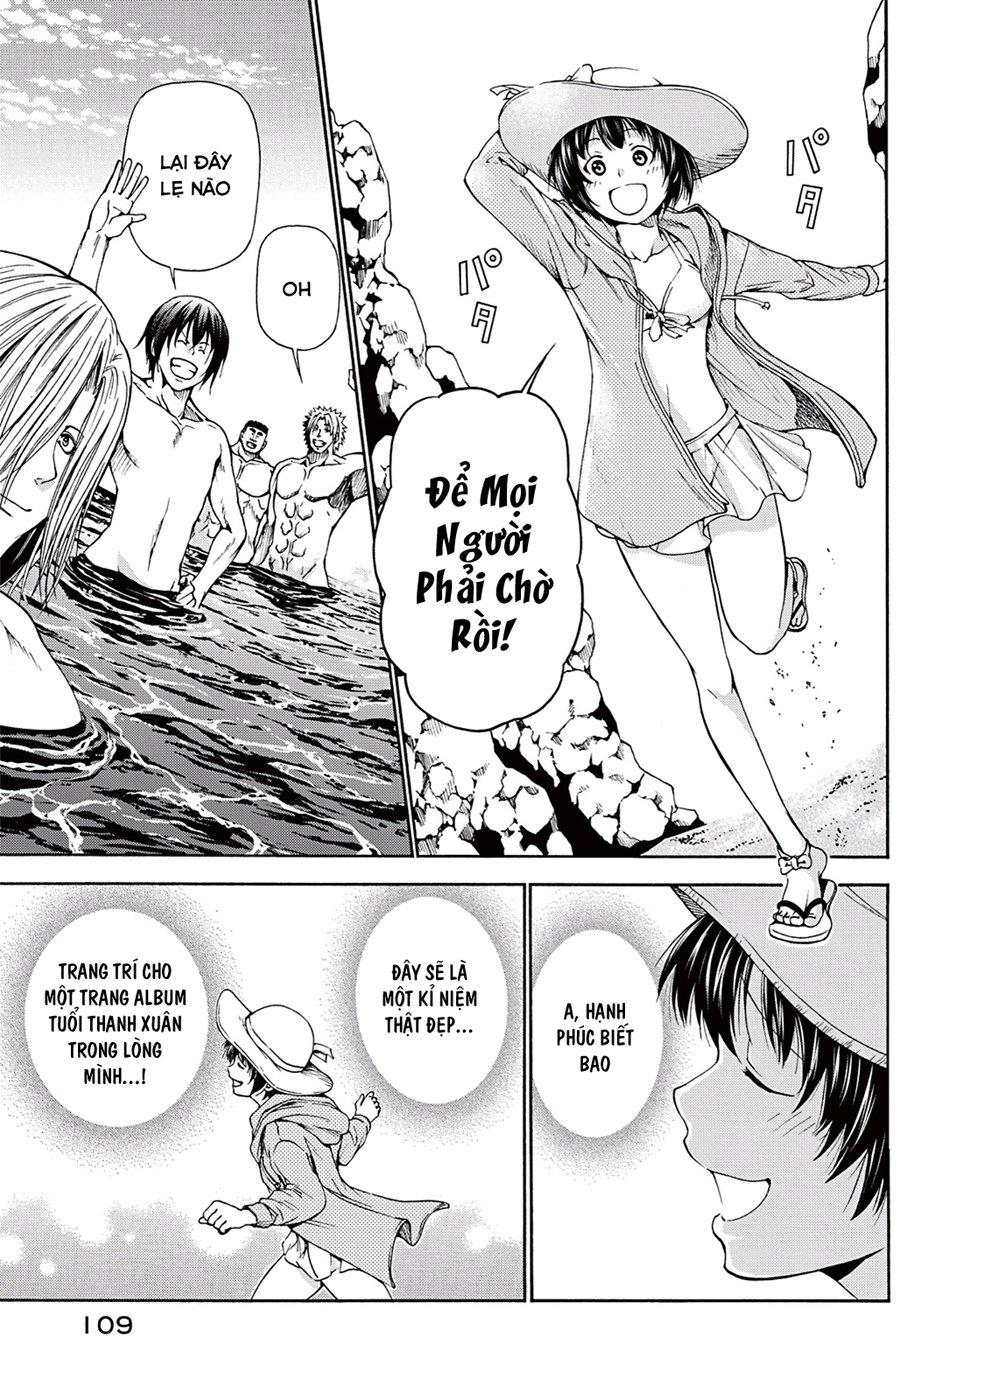 パタ
パタ
ĐỂ MỌI
NGƯỜI
PHẢI CHỜ
RỒI!
OH
LẠI ĐÂY
LẸ NÀO
A, HẠNH
PHÚC BIẾT
BAO
ĐÂY SẼ LÀ
MỘT KỈ NIỆM
THẬT ĐẸP...
TRANG TRÍ CHO
MỘT TRANG ALBUM
TUỔI THANH XUÂN
TRONG LÒNG
MÌNH...!
109